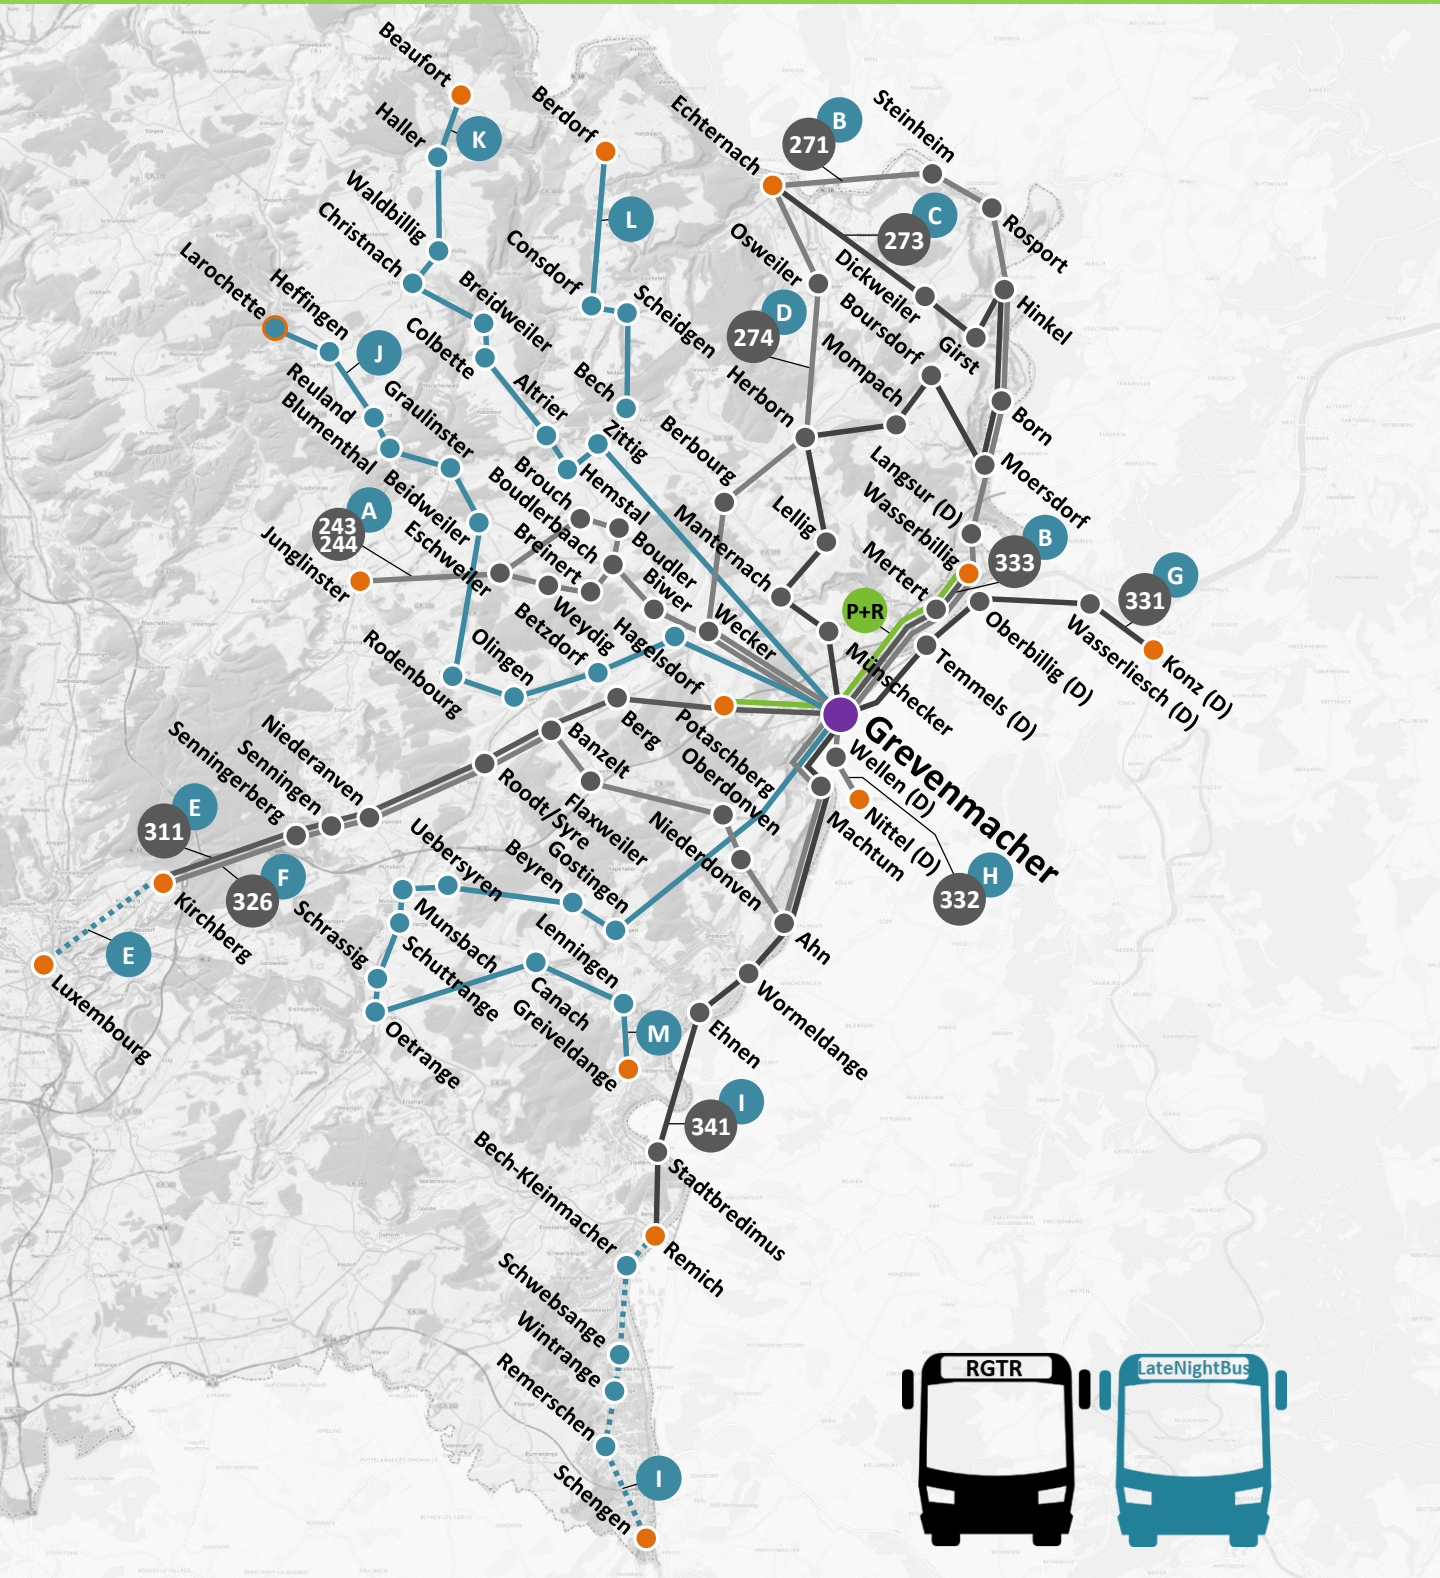 Beaufort
K
Haller
Waldbillig
Christnach
Larochette
Heffingen
J
Reuland
Blumenthal
Graulinster
Beidweiler
Breidweiler
Colbette
Altrier
Hemstal
Zittig
Berdorf
L
Consdorf
Scheidgen
Bech
Echternach
271
B
Steinheim
Rosport
273
C
Osweiler
Dickweiler
Hinkel
274
D
Boursdorf
Girst
Mompach
Herborn
Born
Berbourg
Langsur (D)
Moersdorf
Wasserbillig
Lellig
Manternach
Mertert
333
B
P+R
331
G
Oberbillig (D)
Wasserliesch (D)
Konz (D)
Temmels (D)
Münschecker
243
244
A
Junglinster
Eschweiler
Brouch
Boudlerbaach
Breinert
Boudler
Biwer
Weydig
Wecker
Betzdorf
Hagelsdorf
Olingen
Rodenbourg
Grevenmacher
Potaschberg
Berg
Banzelt
Oberdonven
Wellen (D)
Nittel (D)
332
H
Machtum
Flaxweiler
Niederdonven
Roodt/Syre
Niederanven
Senningen
Senningerberg
311
E
326
F
Kirchberg
E
Luxembourg
Uebersyren
Beyren
Gostingen
Munsbach
Schuttrange
Schrassig
Oetrange
Lenningen
Canach
Greiveldange
M
Ahn
Wormeldange
Ehnen
341
I
Stadtbredimus
Bech-Kleinmacher
Remich
Schwebsange
Wintrange
Remerschen
Schengen
I
RGTR
LateNightBus